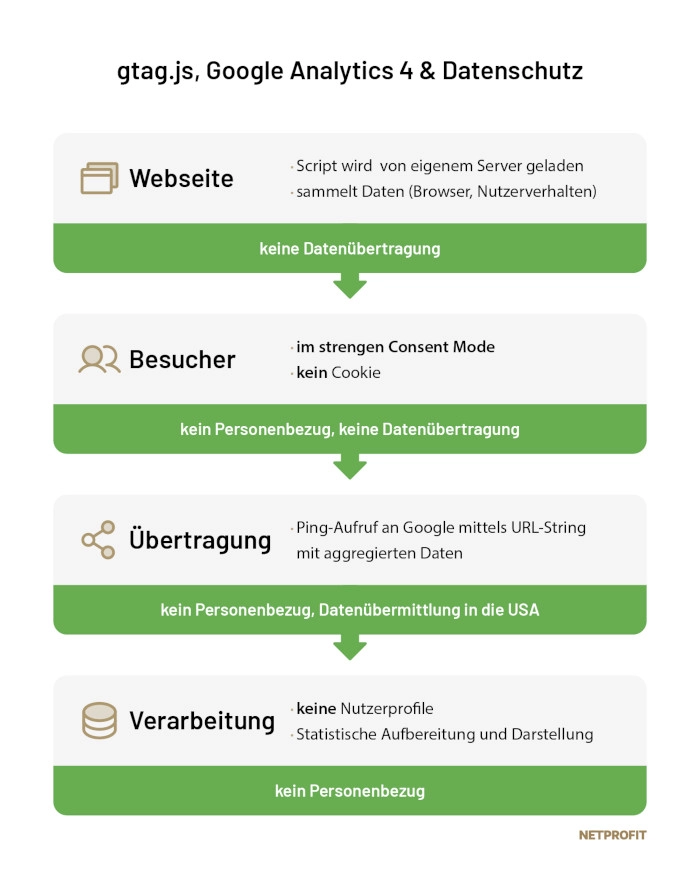 gtag.js, Google Analytics 4 & Datenschutz
Webseite
· Script wird von eigenem Server geladen
· sammelt Daten (Browser, Nutzerverhalten)
keine Datenübertragung
Besucher
· im strengen Consent Mode
· kein Cookie
kein Personenbezug, keine Datenübertragung
Übertragung
· Ping-Aufruf an Google mittels URL-String
mit aggregierten Daten
kein Personenbezug, Datenübermittlung in die USA
Verarbeitung
· keine Nutzerprofile
· Statistische Aufbereitung und Darstellung
kein Personenbezug
NETPROFIT